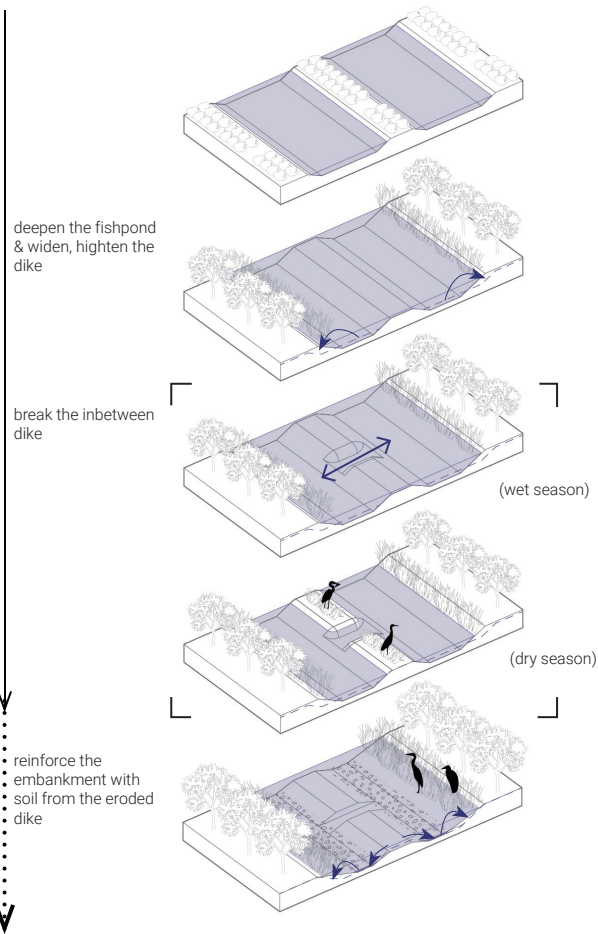 deepen the fishpond
& widen, highten the
dike
break the inbetween
dike
(wet season)
(dry season)
reinforce the
embankment with
soil from the eroded
dike